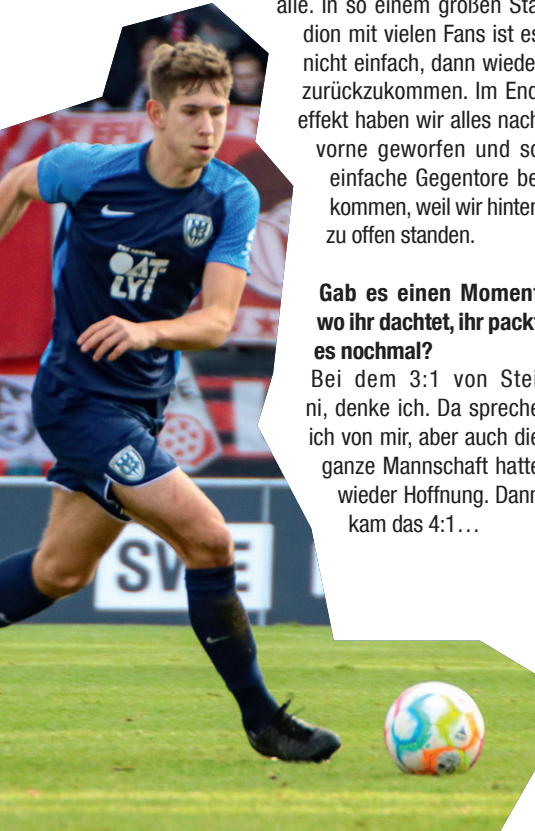 alle. In so einem großen Sta
dion mit vielen Fans ist es
nicht einfach, dann wieder
zurückzukommen. Im End
effekt haben wir alles nach
vorne geworfen und so
einfache Gegentore be
kommen, weil wir hinten
zu offen standen.
Gab es einen Moment
wo ihr dachtet, ihr packt
es nochmal?
Bei dem 3:1 von Stei
ni, denke ich. Da spreche
ich von mir, aber auch die
ganze Mannschaft hatte
wieder Hoffnung. Dann
kam das 4:1…
OAT
LY!